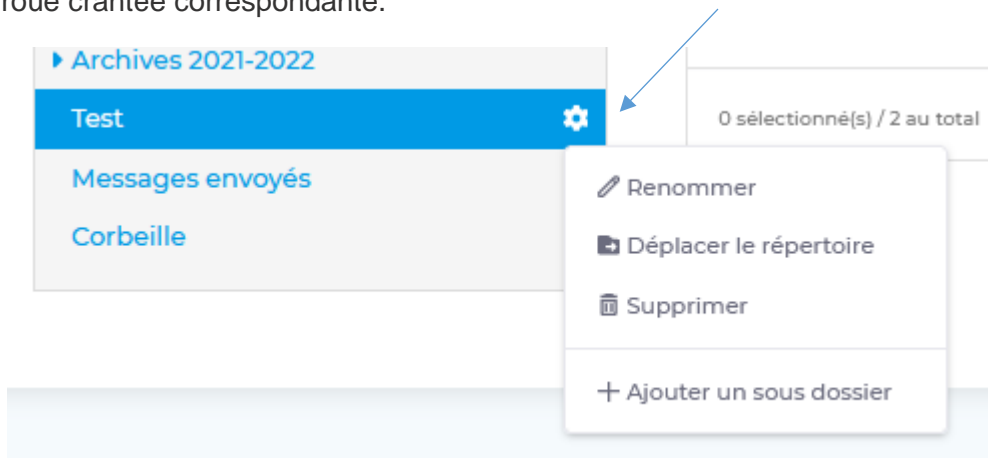 roue crantée correspondante.
Archives 2021-2022
Test
0 sélectionné(s) / 2 au total
Messages envoyés
Renommer
Corbeille
Déplacer le répertoire
Supprimer
Ajouter un sous dossier